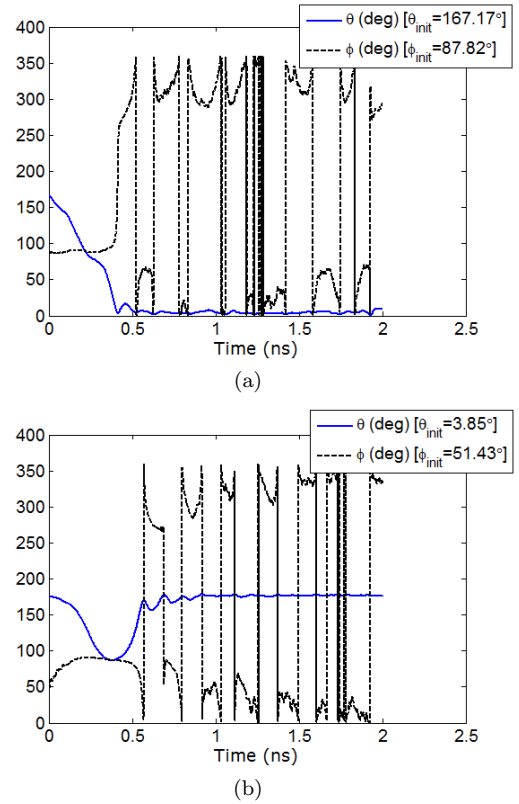 θ (deg) [θinit=167.17°]
ϕ (deg) [ϕinit=87.82°]
400
350
300
250
200
150
100
50
0
0 0.5 1 1.5 2 2.5
Time (ns)
(a)
θ (deg) [θinit=3.85°]
ϕ (deg) [ϕinit=51.43°]
400
350
300
250
200
150
100
50
0
0 0.5 1 1.5 2 2.5
Time (ns)
(b)